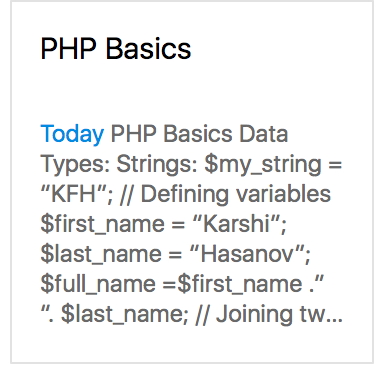 PHP Basics
Today PHP Basics Data
Types: Strings: $my_string =
“KFH”; // Defining variables
$first_name = “Karshi”;
$last_name = “Hasanov”;
$full_name =$first_name .”
“. $last_name; // Joining tw...